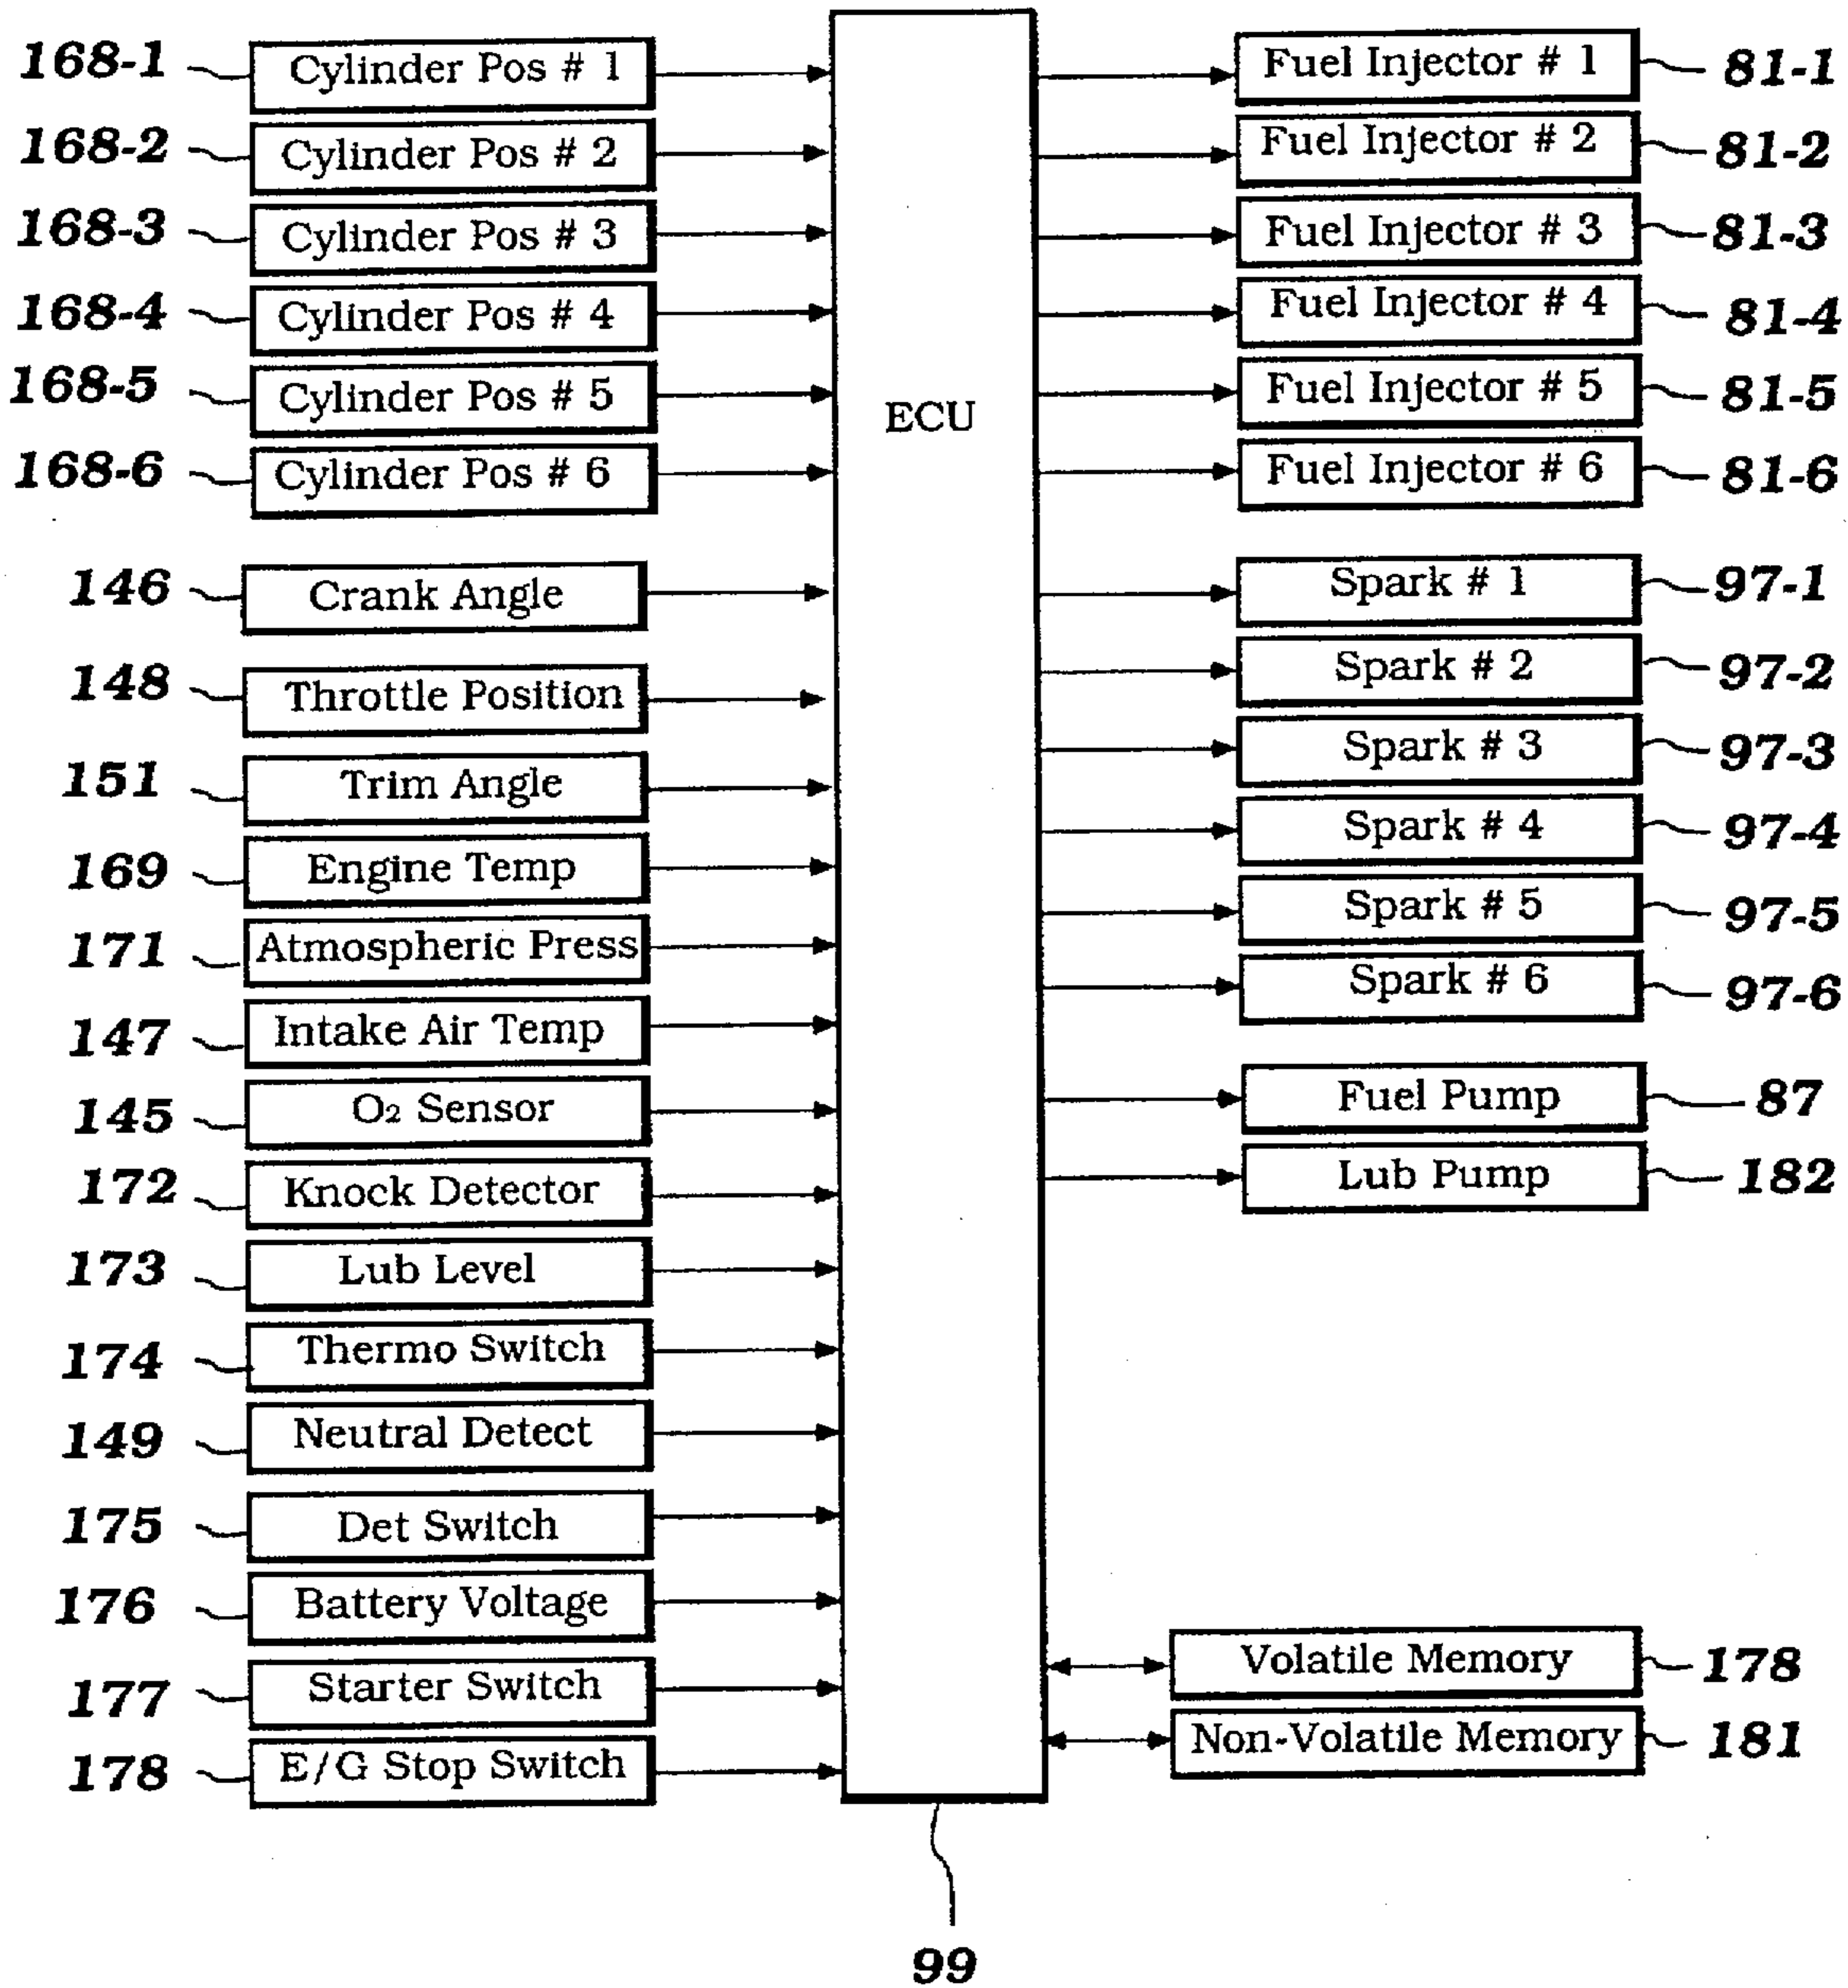 168-1 Cylinder Pos # 1
168-2 Cylinder Pos # 2
168-3 Cylinder Pos # 3
168-4 Cylinder Pos # 4
168-5 Cylinder Pos # 5
168-6 Cylinder Pos # 6
146 Crank Angle
148 Throttle Position
151 Trim Angle
169 Engine Temp
171 Atmospheric Press
147 Intake Air Temp
145 O2 Sensor
172 Knock Detector
173 Lub Level
174 Thermo Switch
149 Neutral Detect
175 Det Switch
176 Battery Voltage
177 Starter Switch
178 E/G Stop Switch
ECU
99
Fuel Injector # 1 81-1
Fuel Injector # 2 81-2
Fuel Injector # 3 81-3
Fuel Injector # 4 81-4
Fuel Injector # 5 81-5
Fuel Injector # 6 81-6
Spark # 1 97-1
Spark # 2 97-2
Spark # 3 97-3
Spark # 4 97-4
Spark # 5 97-5
Spark # 6 97-6
Fuel Pump 87
Lub Pump 182
Volatile Memory 178
Non-Volatile Memory 181